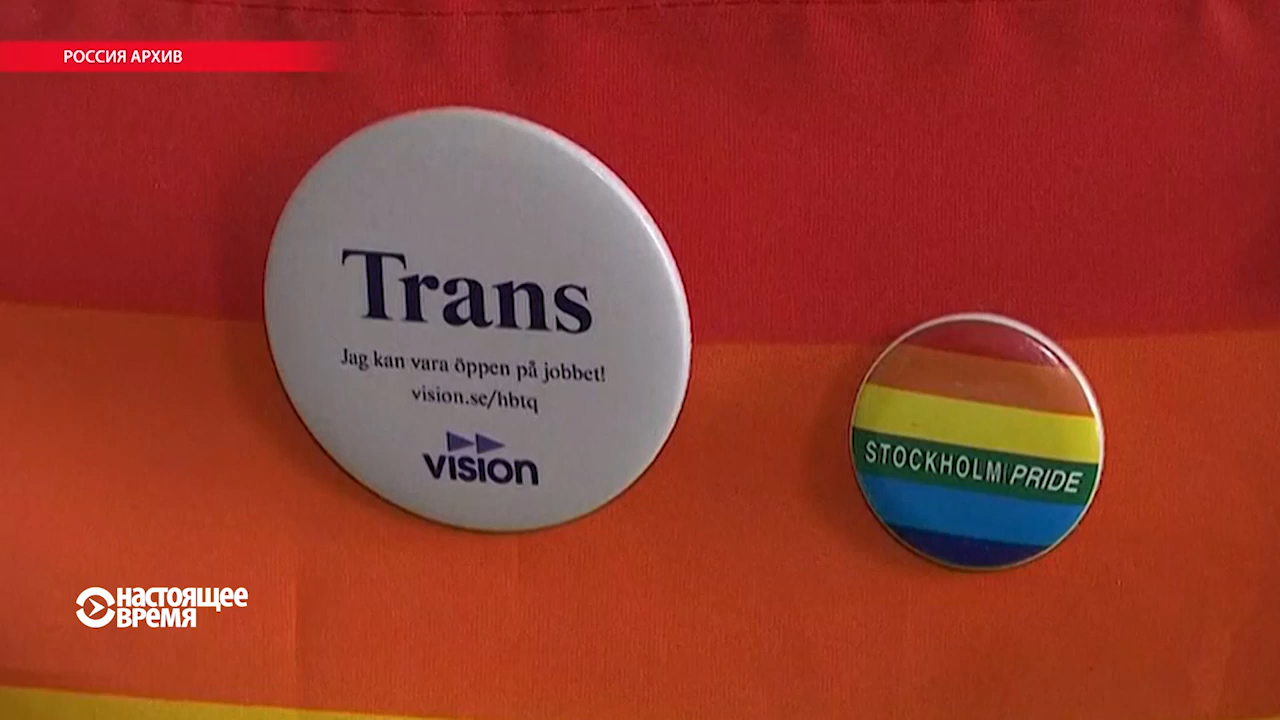 РОССИЯ АРХИВ
Trans
Jag kan vara öppen på jobbet!
vision.se/hbtq
vision
STOCKHOLM PRIDE
НАСТОЯЩЕЕ
ВРЕМЯ